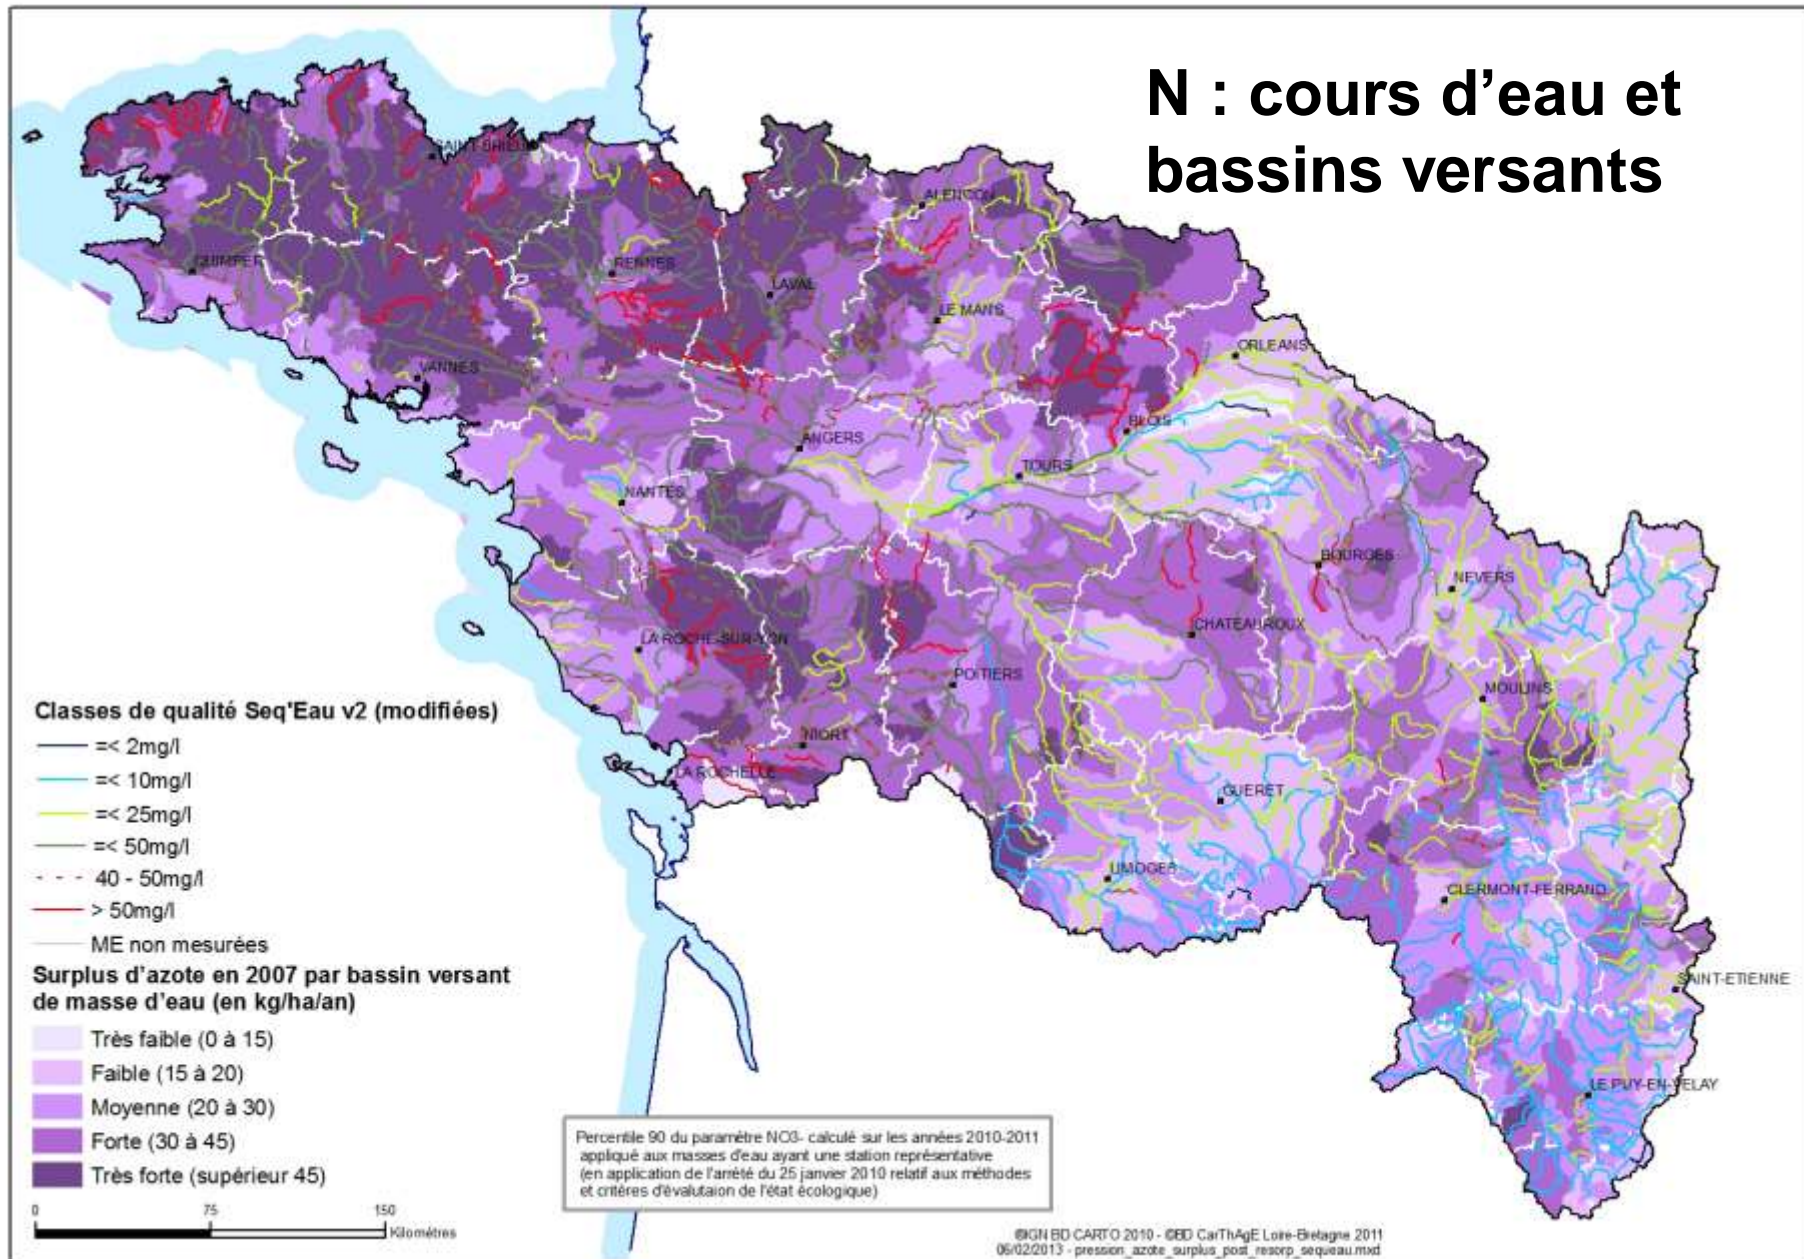 N : cours d’eau et
bassins versants
SAINT-BRIEUC
ALENCON
QUIMPER
RENNES
LAVAL
LE MANS
ORLEANS
VANNES
BLOIS
ANGERS
TOURS
NANTES
BOURGES
NEVERS
CHATEAUROUX
LA ROCHE-SUR-YON
POITIERS
MOULINS
NIORT
LA ROCHELLE
GUERET
LIMOGES
CLERMONT-FERRAND
SAINT-ETIENNE
LE PUY-EN-VELAY
Classes de qualité Seq'Eau v2 (modifiées)
=< 2mg/l
=< 10mg/l
=< 25mg/l
=< 50mg/l
40 - 50mg/l
> 50mg/l
ME non mesurées
Surplus d’azote en 2007 par bassin versant
de masse d’eau (en kg/ha/an)
Très faible (0 à 15)
Faible (15 à 20)
Moyenne (20 à 30)
Forte (30 à 45)
Très forte (supérieur 45)
0 75 150
Kilomètres
Percentile 90 du paramètre NO3- calculé sur les années 2010-2011
appliqué aux masses d'eau ayant une station représentative
(en application de l'arrêté du 25 janvier 2010 relatif aux méthodes
et critères d'évalutaion de l'état écologique)
©IGN BD CARTO 2010 - ©BD CarThAgE Loire-Bretagne 2011
06/02/2013 - pression_azote_surplus_post_resorp_sequeau.mxd